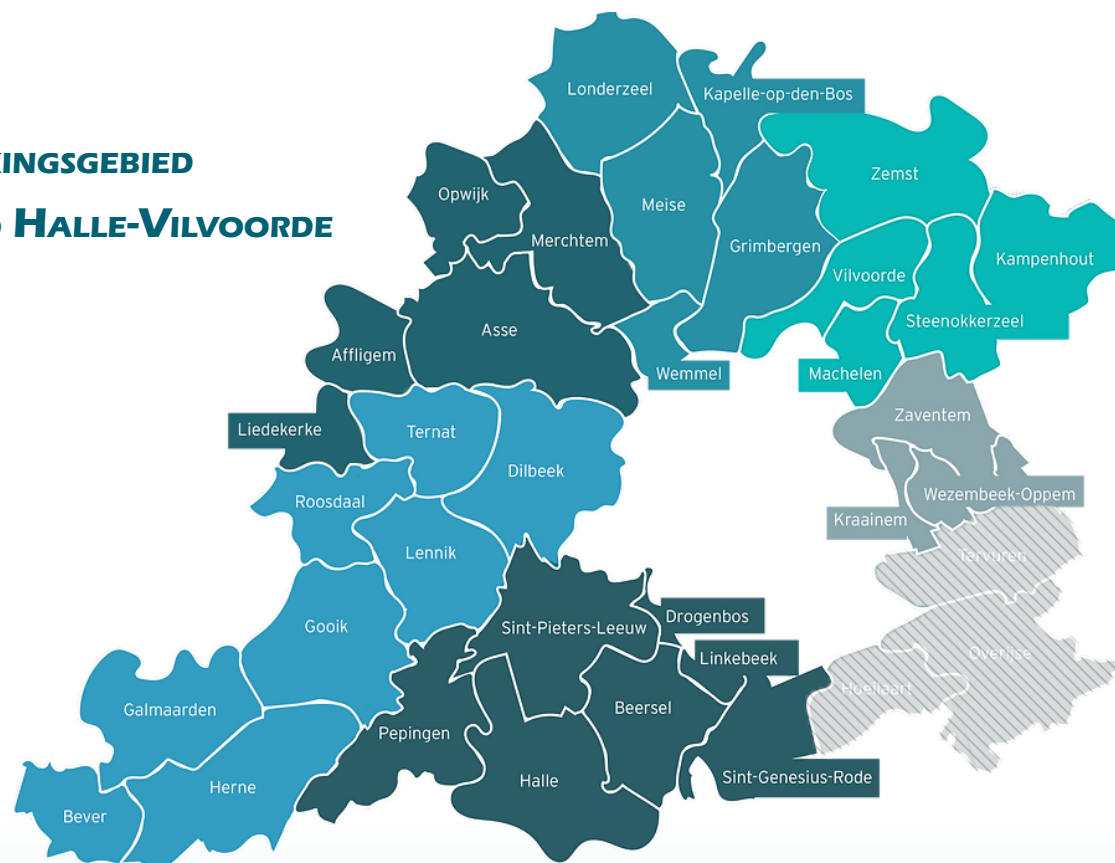 HALLE-VILVOORDE
Londerzeel
Kapelle-op-den-Bos
Zemst
Opwijk
Meise
Merchtem
Grimbergen
Kampenhout
Vilvoorde
Steenokkerzeel
Asse
Affligem
Wemmel
Machelen
Zaventem
Liedekerke
Ternat
Dilbeek
Roosdaal
Wezembeek-Oppem
Kraainem
Lennik
Tervuren
Drogenbos
Gooik
Sint-Pieters-Leeuw
Overijse
Linkebeek
Hoeilaart
Galmaarden
Beersel
Pepingen
Halle
Sint-Genesius-Rode
Herne
Bever